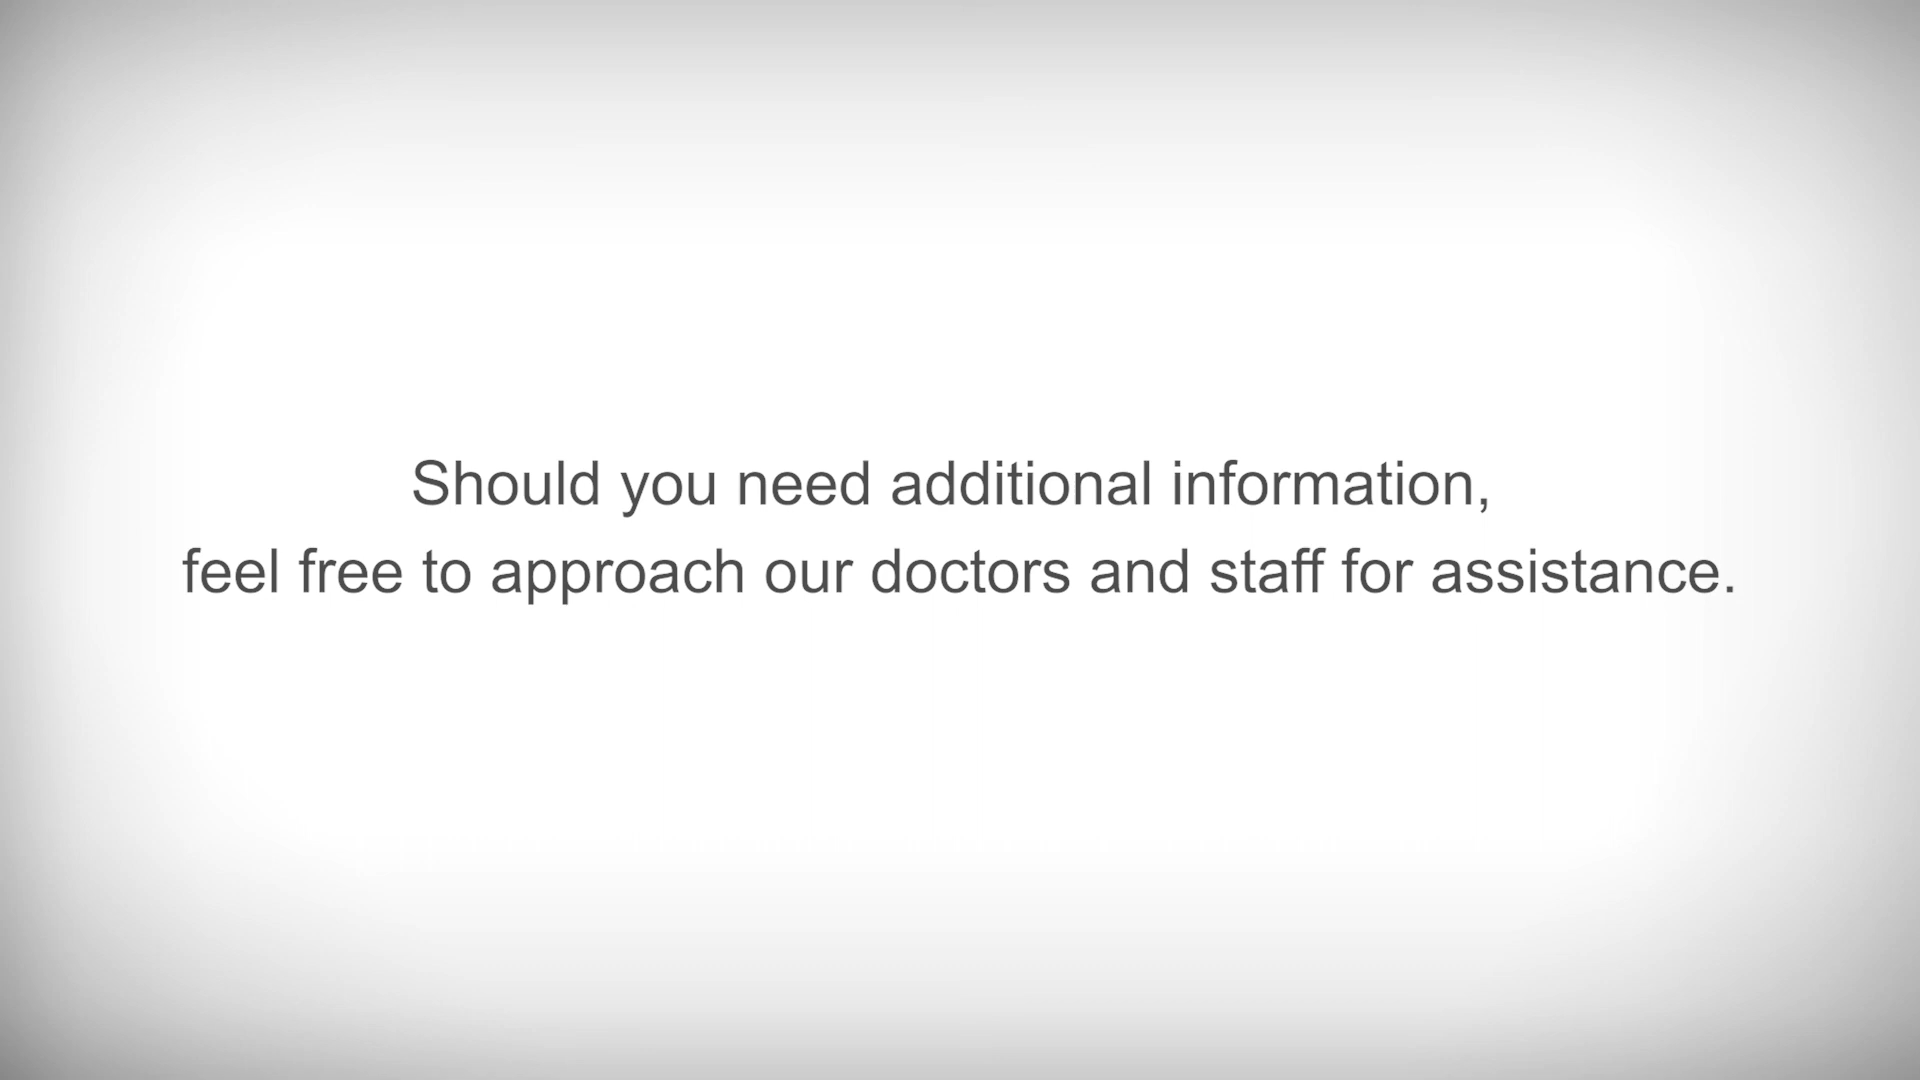 Should you need additional information,
feel free to approach our doctors and staff for assistance.